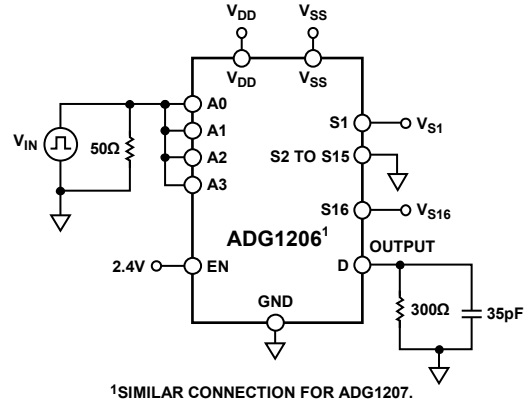 VDD VSS
VDD VSS
A0
A1
A2
A3
VIN
50Ω
S1 VS1
S2 TO S15
S16 VS16
ADG1206¹
OUTPUT
2.4V EN
D
GND
300Ω 35pF
¹SIMILAR CONNECTION FOR ADG1207.